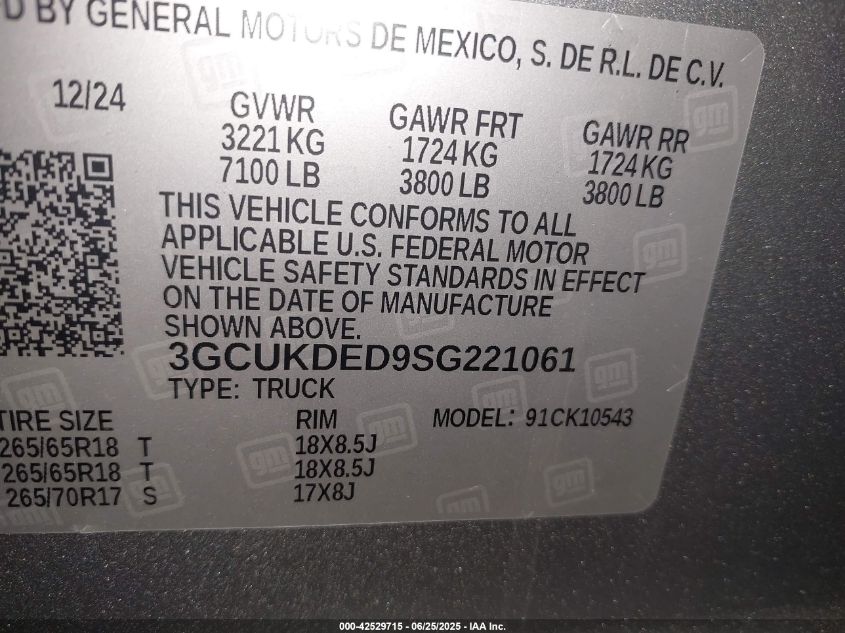 D BY GENERAL MOTORS DE MEXICO, S. DE R.L. DE C.V.
12/24
GVWR
3221 KG
7100 LB
GAWR FRT
1724 KG
3800 LB
GAWR RR
1724 KG
3800 LB
THIS VEHICLE CONFORMS TO ALL
APPLICABLE U.S. FEDERAL MOTOR
VEHICLE SAFETY STANDARDS IN EFFECT
ON THE DATE OF MANUFACTURE
SHOWN ABOVE.
3GCUKDED9SG221061
TYPE: TRUCK
TIRE SIZE RIM MODEL: 91CK10543
265/65R18 T 18X8.5J
265/65R18 T 18X8.5J
265/70R17 S 17X8J
000-42529715 - 06/25/2025 - IAA Inc.